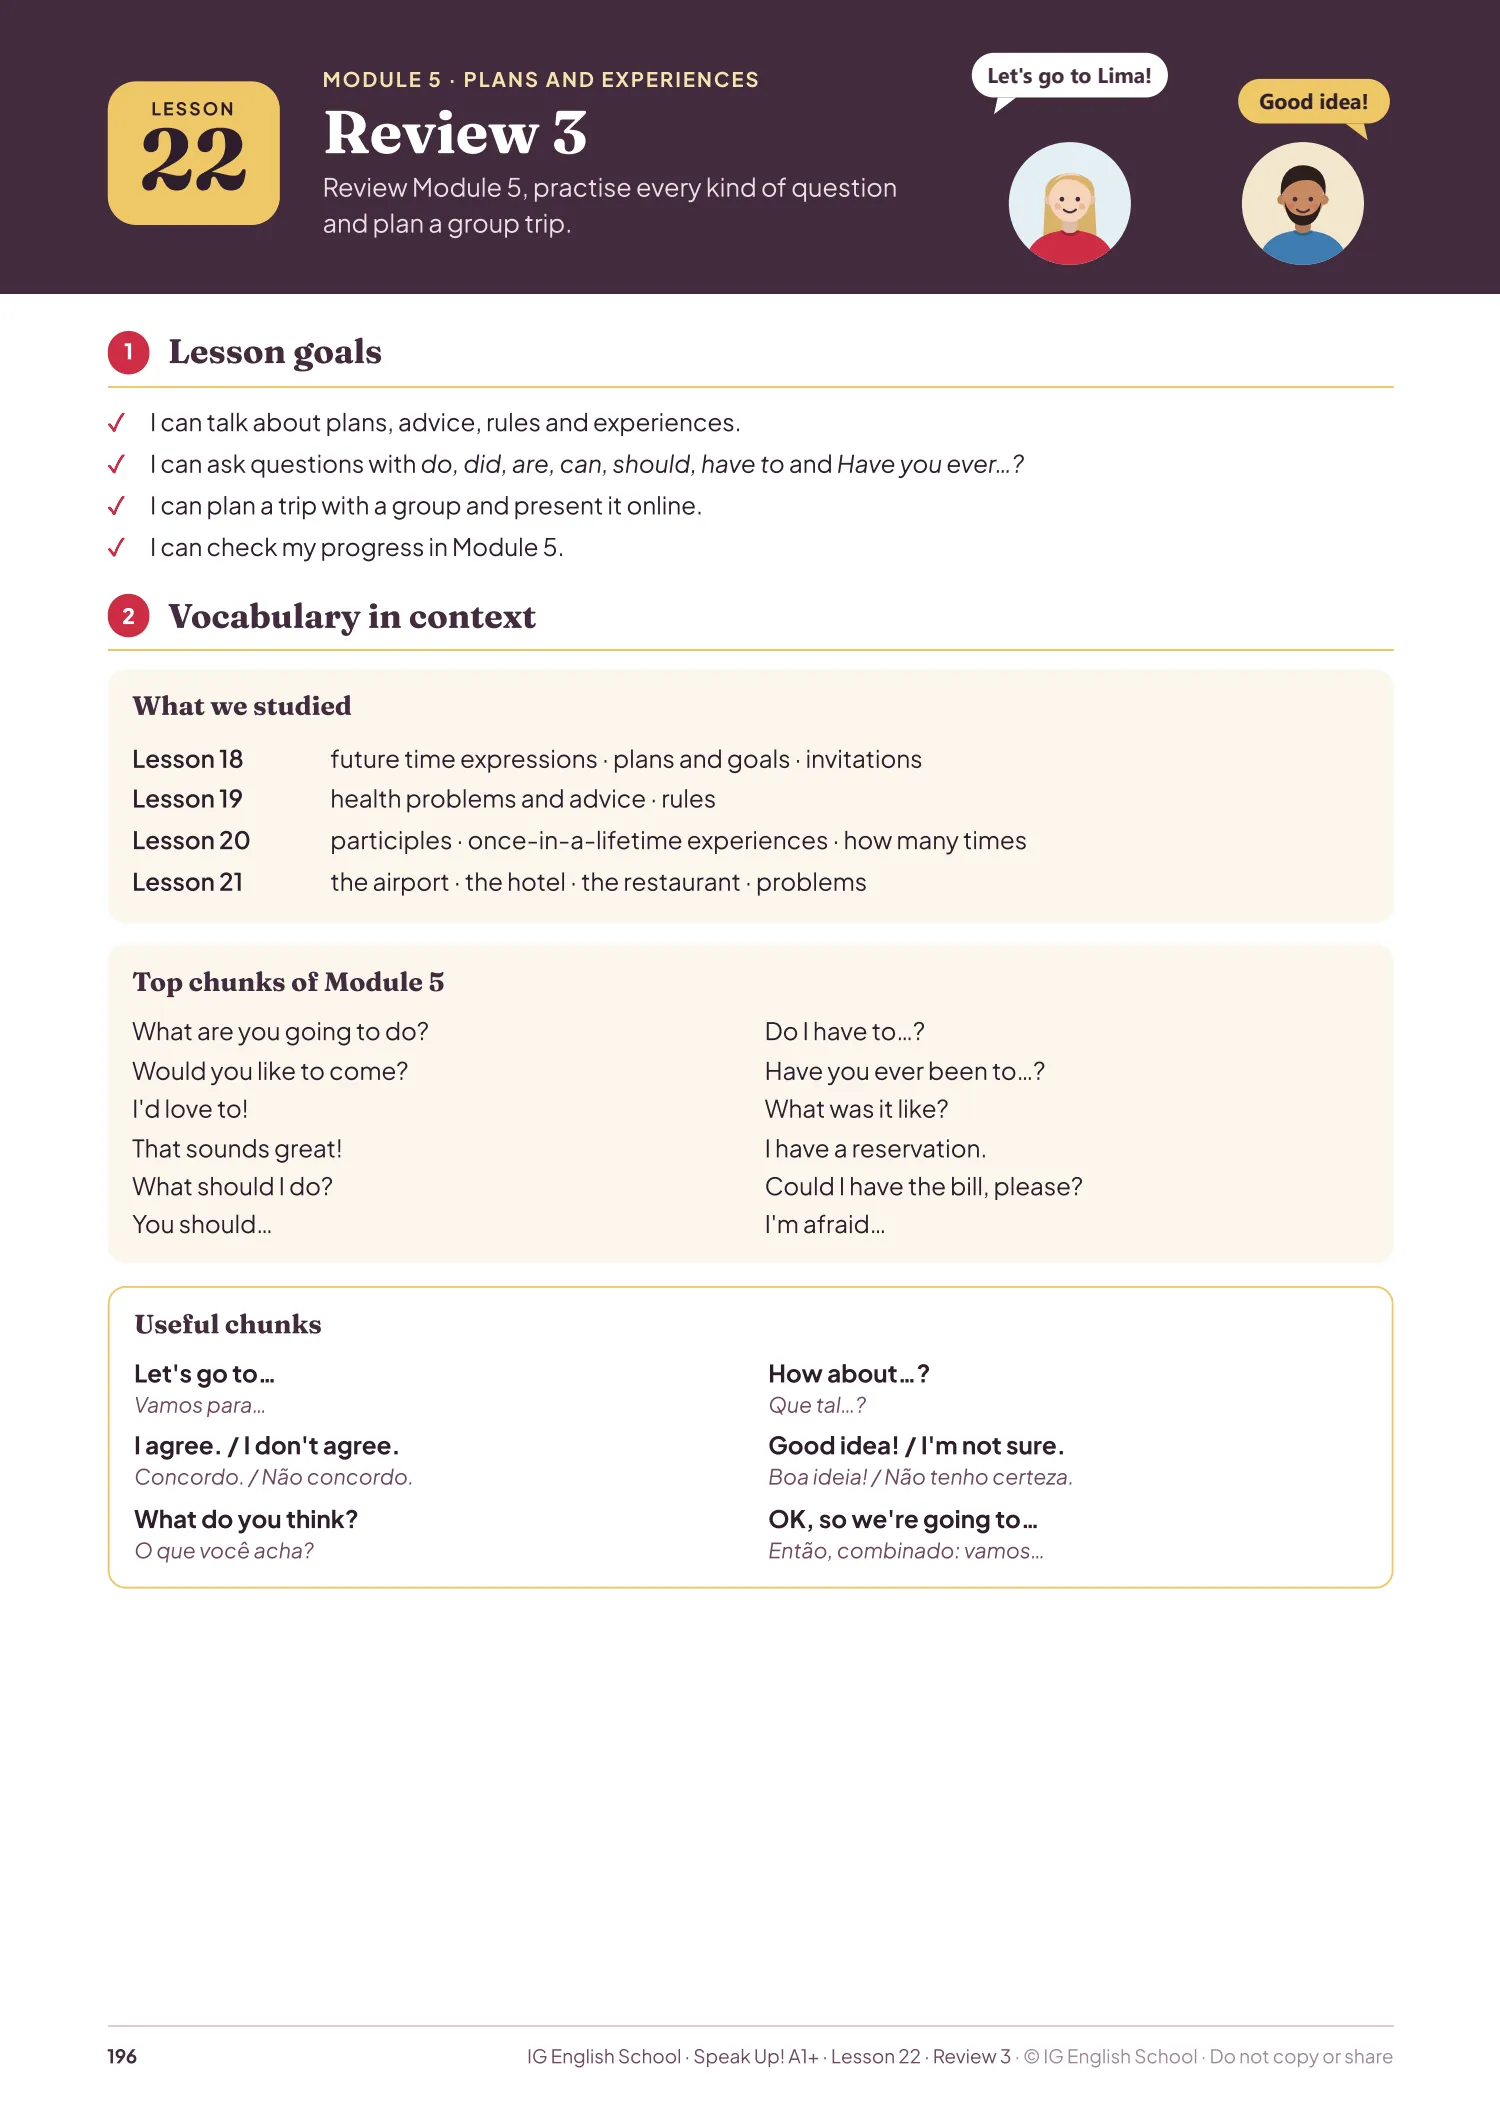 LESSON
22
MODULE 5 · PLANS AND EXPERIENCES
Review 3
Review Module 5, practise every kind of question
and plan a group trip.
Let's go to Lima!
Good idea!
1 Lesson goals
✓ I can talk about plans, advice, rules and experiences.
✓ I can ask questions with do, did, are, can, should, have to and Have you ever…?
✓ I can plan a trip with a group and present it online.
✓ I can check my progress in Module 5.
2 Vocabulary in context
What we studied
Lesson 18 future time expressions · plans and goals · invitations
Lesson 19 health problems and advice · rules
Lesson 20 participles · once-in-a-lifetime experiences · how many times
Lesson 21 the airport · the hotel · the restaurant · problems
Top chunks of Module 5
What are you going to do?
Would you like to come?
I'd love to!
That sounds great!
What should I do?
You should…
Do I have to…?
Have you ever been to…?
What was it like?
I have a reservation.
Could I have the bill, please?
I'm afraid…
Useful chunks
Let's go to…
Vamos para…
I agree. / I don't agree.
Concordo. / Não concordo.
What do you think?
O que você acha?
How about…?
Que tal…?
Good idea! / I'm not sure.
Boa ideia! / Não tenho certeza.
OK, so we're going to…
Então, combinado: vamos…
196
IG English School · Speak Up! A1+ · Lesson 22 · Review 3 · © IG English School · Do not copy or share